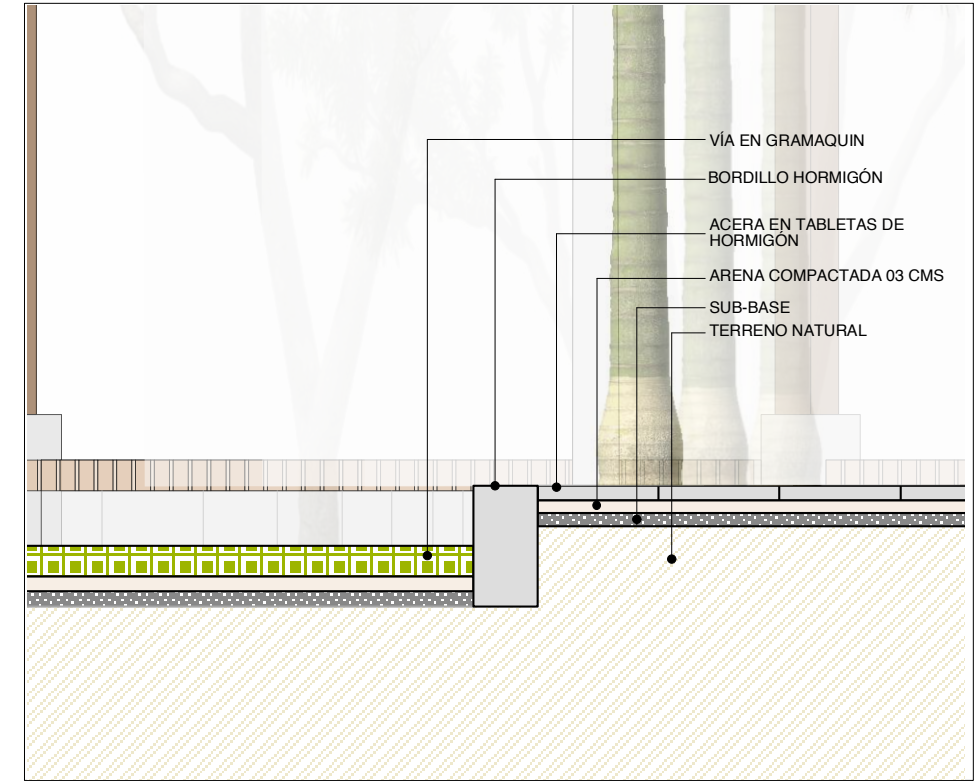 VÍA EN GRAMAQUIN
BORDILLO HORMIGÓN
ACERA EN TABLETAS DE
HORMIGÓN
ARENA COMPACTADA 03 CMS
SUB-BASE
TERRENO NATURAL